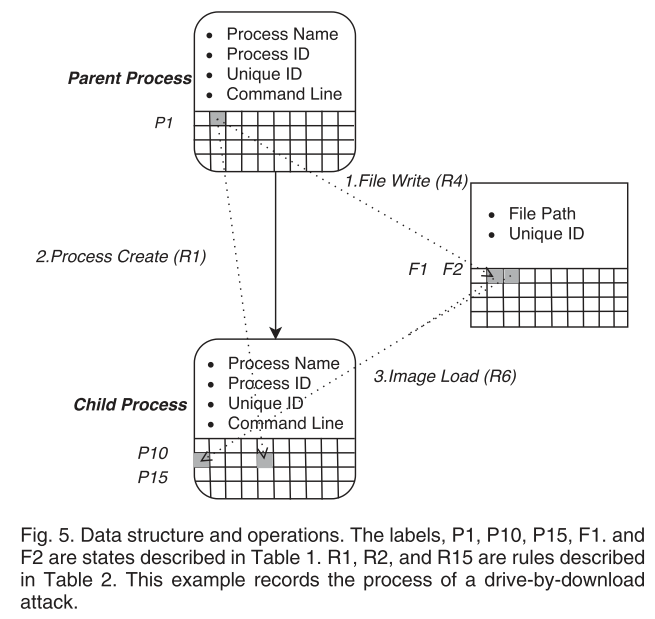 • Process Name
• Process ID
• Unique ID
• Command Line
Parent Process
P1
1.File Write (R4)
• File Path
• Unique ID
F1 F2
2.Process Create (R1)
• Process Name
• Process ID
• Unique ID
• Command Line
3.Image Load (R6)
Child Process
P10
P15
Fig. 5. Data structure and operations. The labels, P1, P10, P15, F1. and
F2 are states described in Table 1. R1, R2, and R15 are rules described
in Table 2. This example records the process of a drive-by-download
attack.